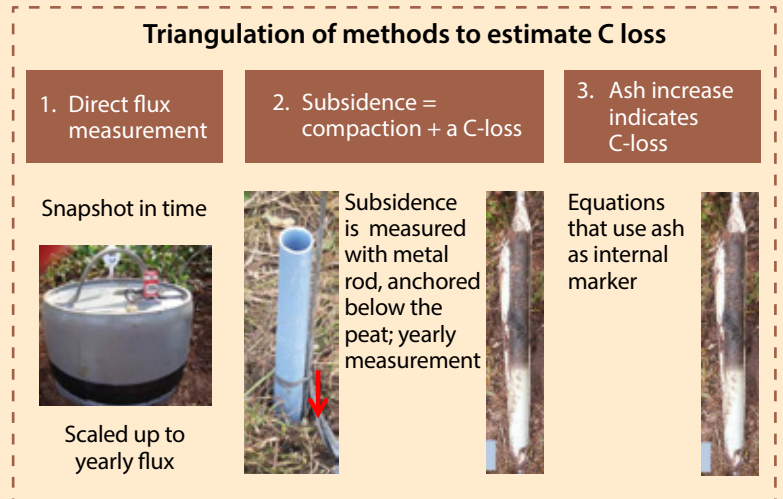 Triangulation of methods to estimate C loss
1. Direct flux
measurement
2. Subsidence =
compaction + a C-loss
3. Ash increase
indicates
C-loss
Snapshot in time
Scaled up to
yearly flux
Subsidence
is measured
with metal
rod, anchored
below the
peat; yearly
measurement
Equations
that use ash
as internal
marker